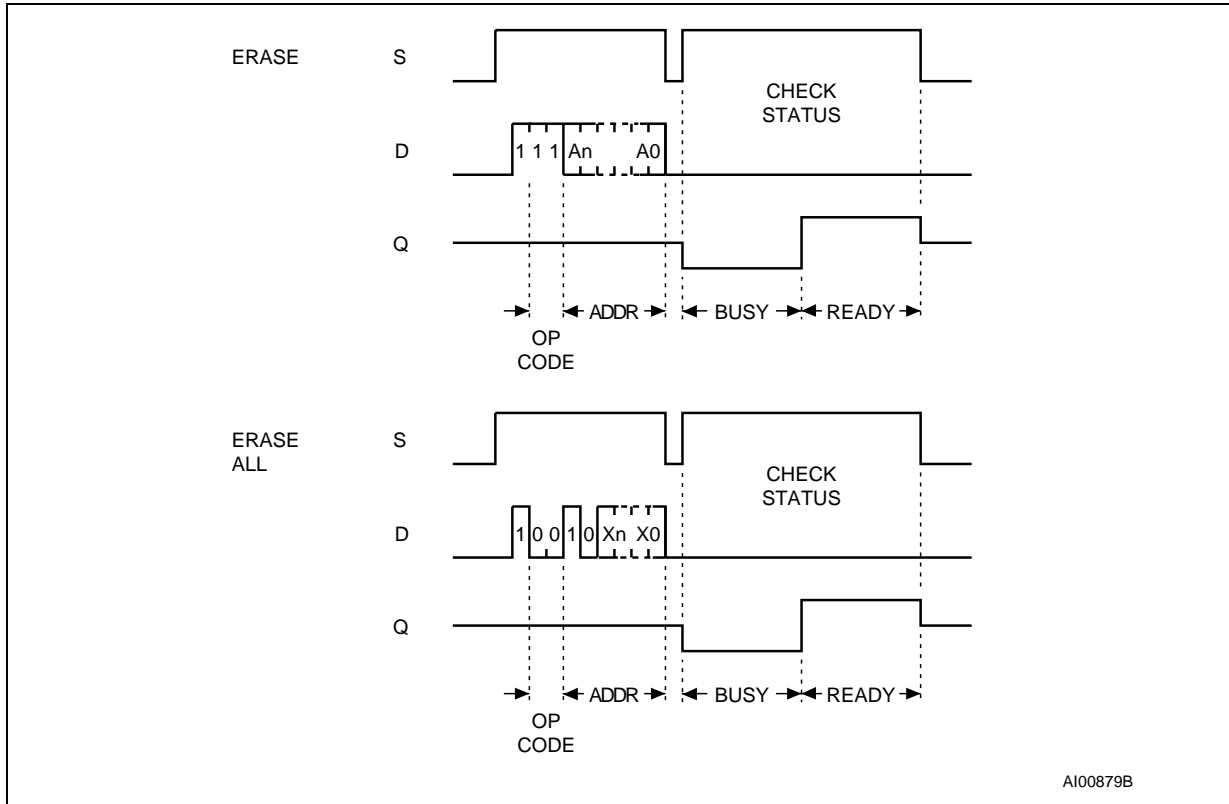 ERASE S
CHECK
STATUS
D 1 1 1 An A0
Q
ADDR BUSY READY
OP
CODE
ERASE
ALL
S
CHECK
STATUS
D 1 0 0 1 0 Xn X0
Q
ADDR BUSY READY
OP
CODE
AI00879B